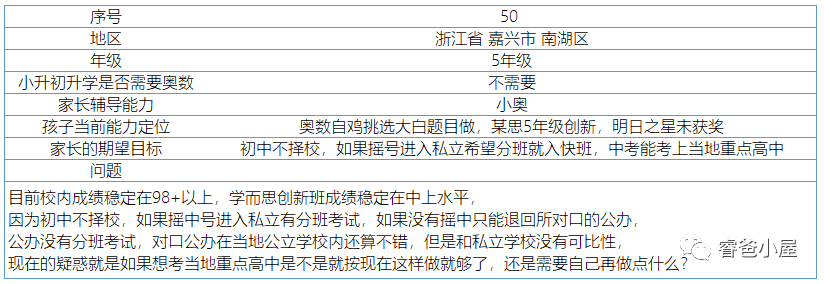 序号 50
地区 浙江省 嘉兴市 南湖区
年级 5年级
小升初升学是否需要奥数 不需要
家长辅导能力 小奥
孩子当前能力定位 奥数自鸡挑选大白题目做，某思5年级创新，明日之星未获奖
家长的期望目标 初中不择校，如果摇号进入私立希望分班就入快班，中考能考上当地重点高中
问题
目前校内成绩稳定在98+以上，学而思创新班成绩稳定在中上水平，
因为初中不择校，如果摇中号进入私立有分班考试，如果没有摇中只能退回所对口的公办，
公办没有分班考试，对口公办在当地公立学校内还算不错，但是和私立学校没有可比性，
现在的疑惑就是如果想考当地重点高中是不是就按现在这样做就够了，还是需要自己再做点什么？
睿爸小屋